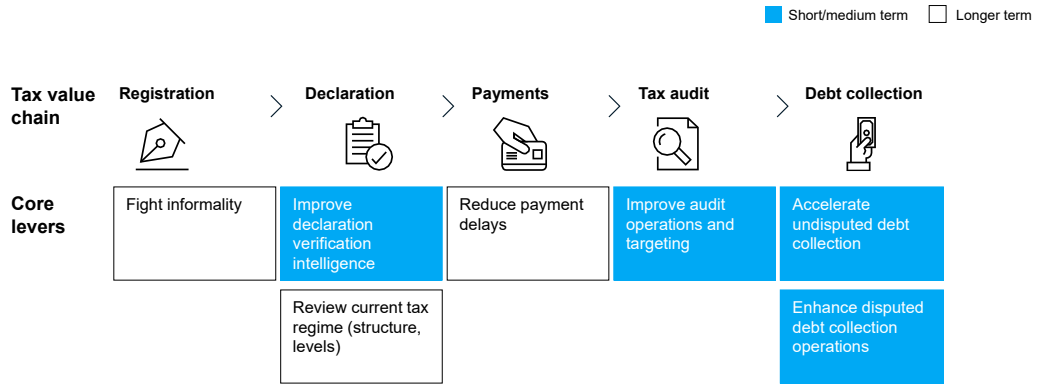 Short/medium term
Longer term
Tax value
chain
Registration
Declaration
Payments
Tax audit
Debt collection
Core
levers
Fight informality
Improve
declaration
verification
intelligence
Reduce payment
delays
Improve audit
operations and
targeting
Accelerate
undisputed debt
collection
Review current tax
regime (structure,
levels)
Enhance disputed
debt collection
operations